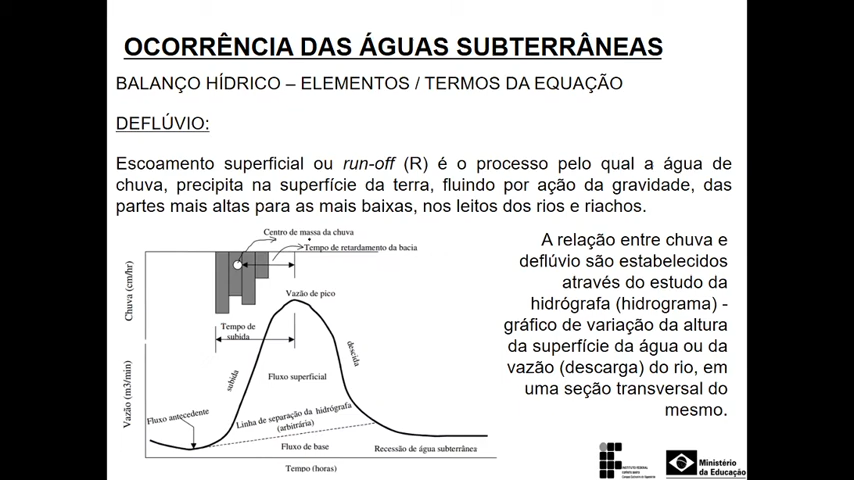 OCORRÊNCIA DAS ÁGUAS SUBTERRÂNEAS
BALANÇO HÍDRICO – ELEMENTOS / TERMOS DA EQUAÇÃO
DEFLÚVIO:
Escoamento superficial ou run-off (R) é o processo pelo qual a água de
chuva, precipita na superfície da terra, fluindo por ação da gravidade, das
partes mais altas para as mais baixas, nos leitos dos rios e riachos.
Centro de massa da chuva
Tempo de retardamento da bacia
Chuva (cm/hr)
Vazão de pico
Tempo de
subida
subida
descida
Fluxo superficial
Vazão (m3/min)
Fluxo antecedente
Linha de separação da hidrógrafa
(arbitrária)
Fluxo de base
Recessão de água subterrânea
Tempo (horas)
A relação entre chuva e
deflúvio são estabelecidos
através do estudo da
hidrógrafa (hidrograma) -
gráfico de variação da altura
da superfície da água ou da
vazão (descarga) do rio, em
uma seção transversal do
mesmo.
INSTITUTO FEDERAL
Ministério
da Educação